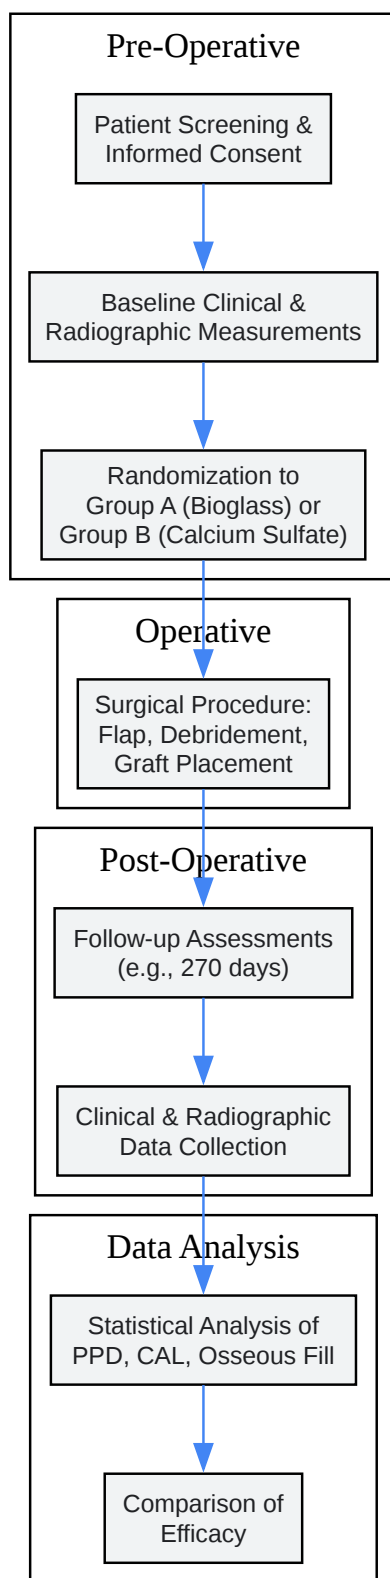 Pre-Operative
Patient Screening &
Informed Consent
Baseline Clinical &
Radiographic Measurements
Randomization to
Group A (Bioglass) or
Group B (Calcium Sulfate)
Operative
Surgical Procedure:
Flap, Debridement,
Graft Placement
Post-Operative
Follow-up Assessments
(e.g., 270 days)
Clinical & Radiographic
Data Collection
Data Analysis
Statistical Analysis of
PPD, CAL, Osseous Fill
Comparison of
Efficacy